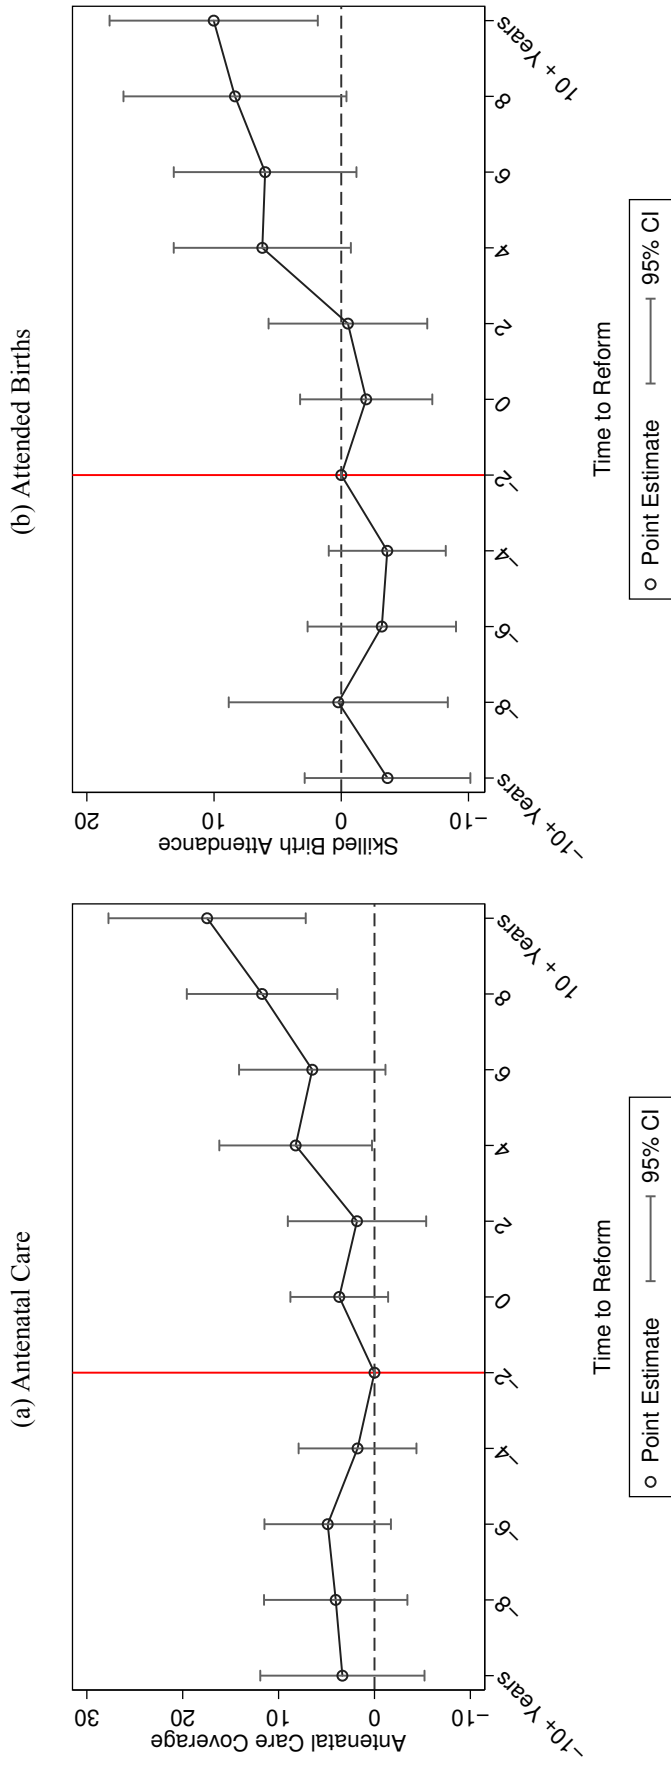 (a) Antenatal Care
Antenatal Care Coverage
30
20
10
0
−10
−10+ Years
−8
−6
−4
−2
0
2
4
6
8
10 + Years
Time to Reform
Point Estimate
95% CI
(b) Attended Births
Skilled Birth Attendance
20
10
0
−10
−10+ Years
−8
−6
−4
−2
0
2
4
6
8
10 + Years
Time to Reform
Point Estimate
95% CI